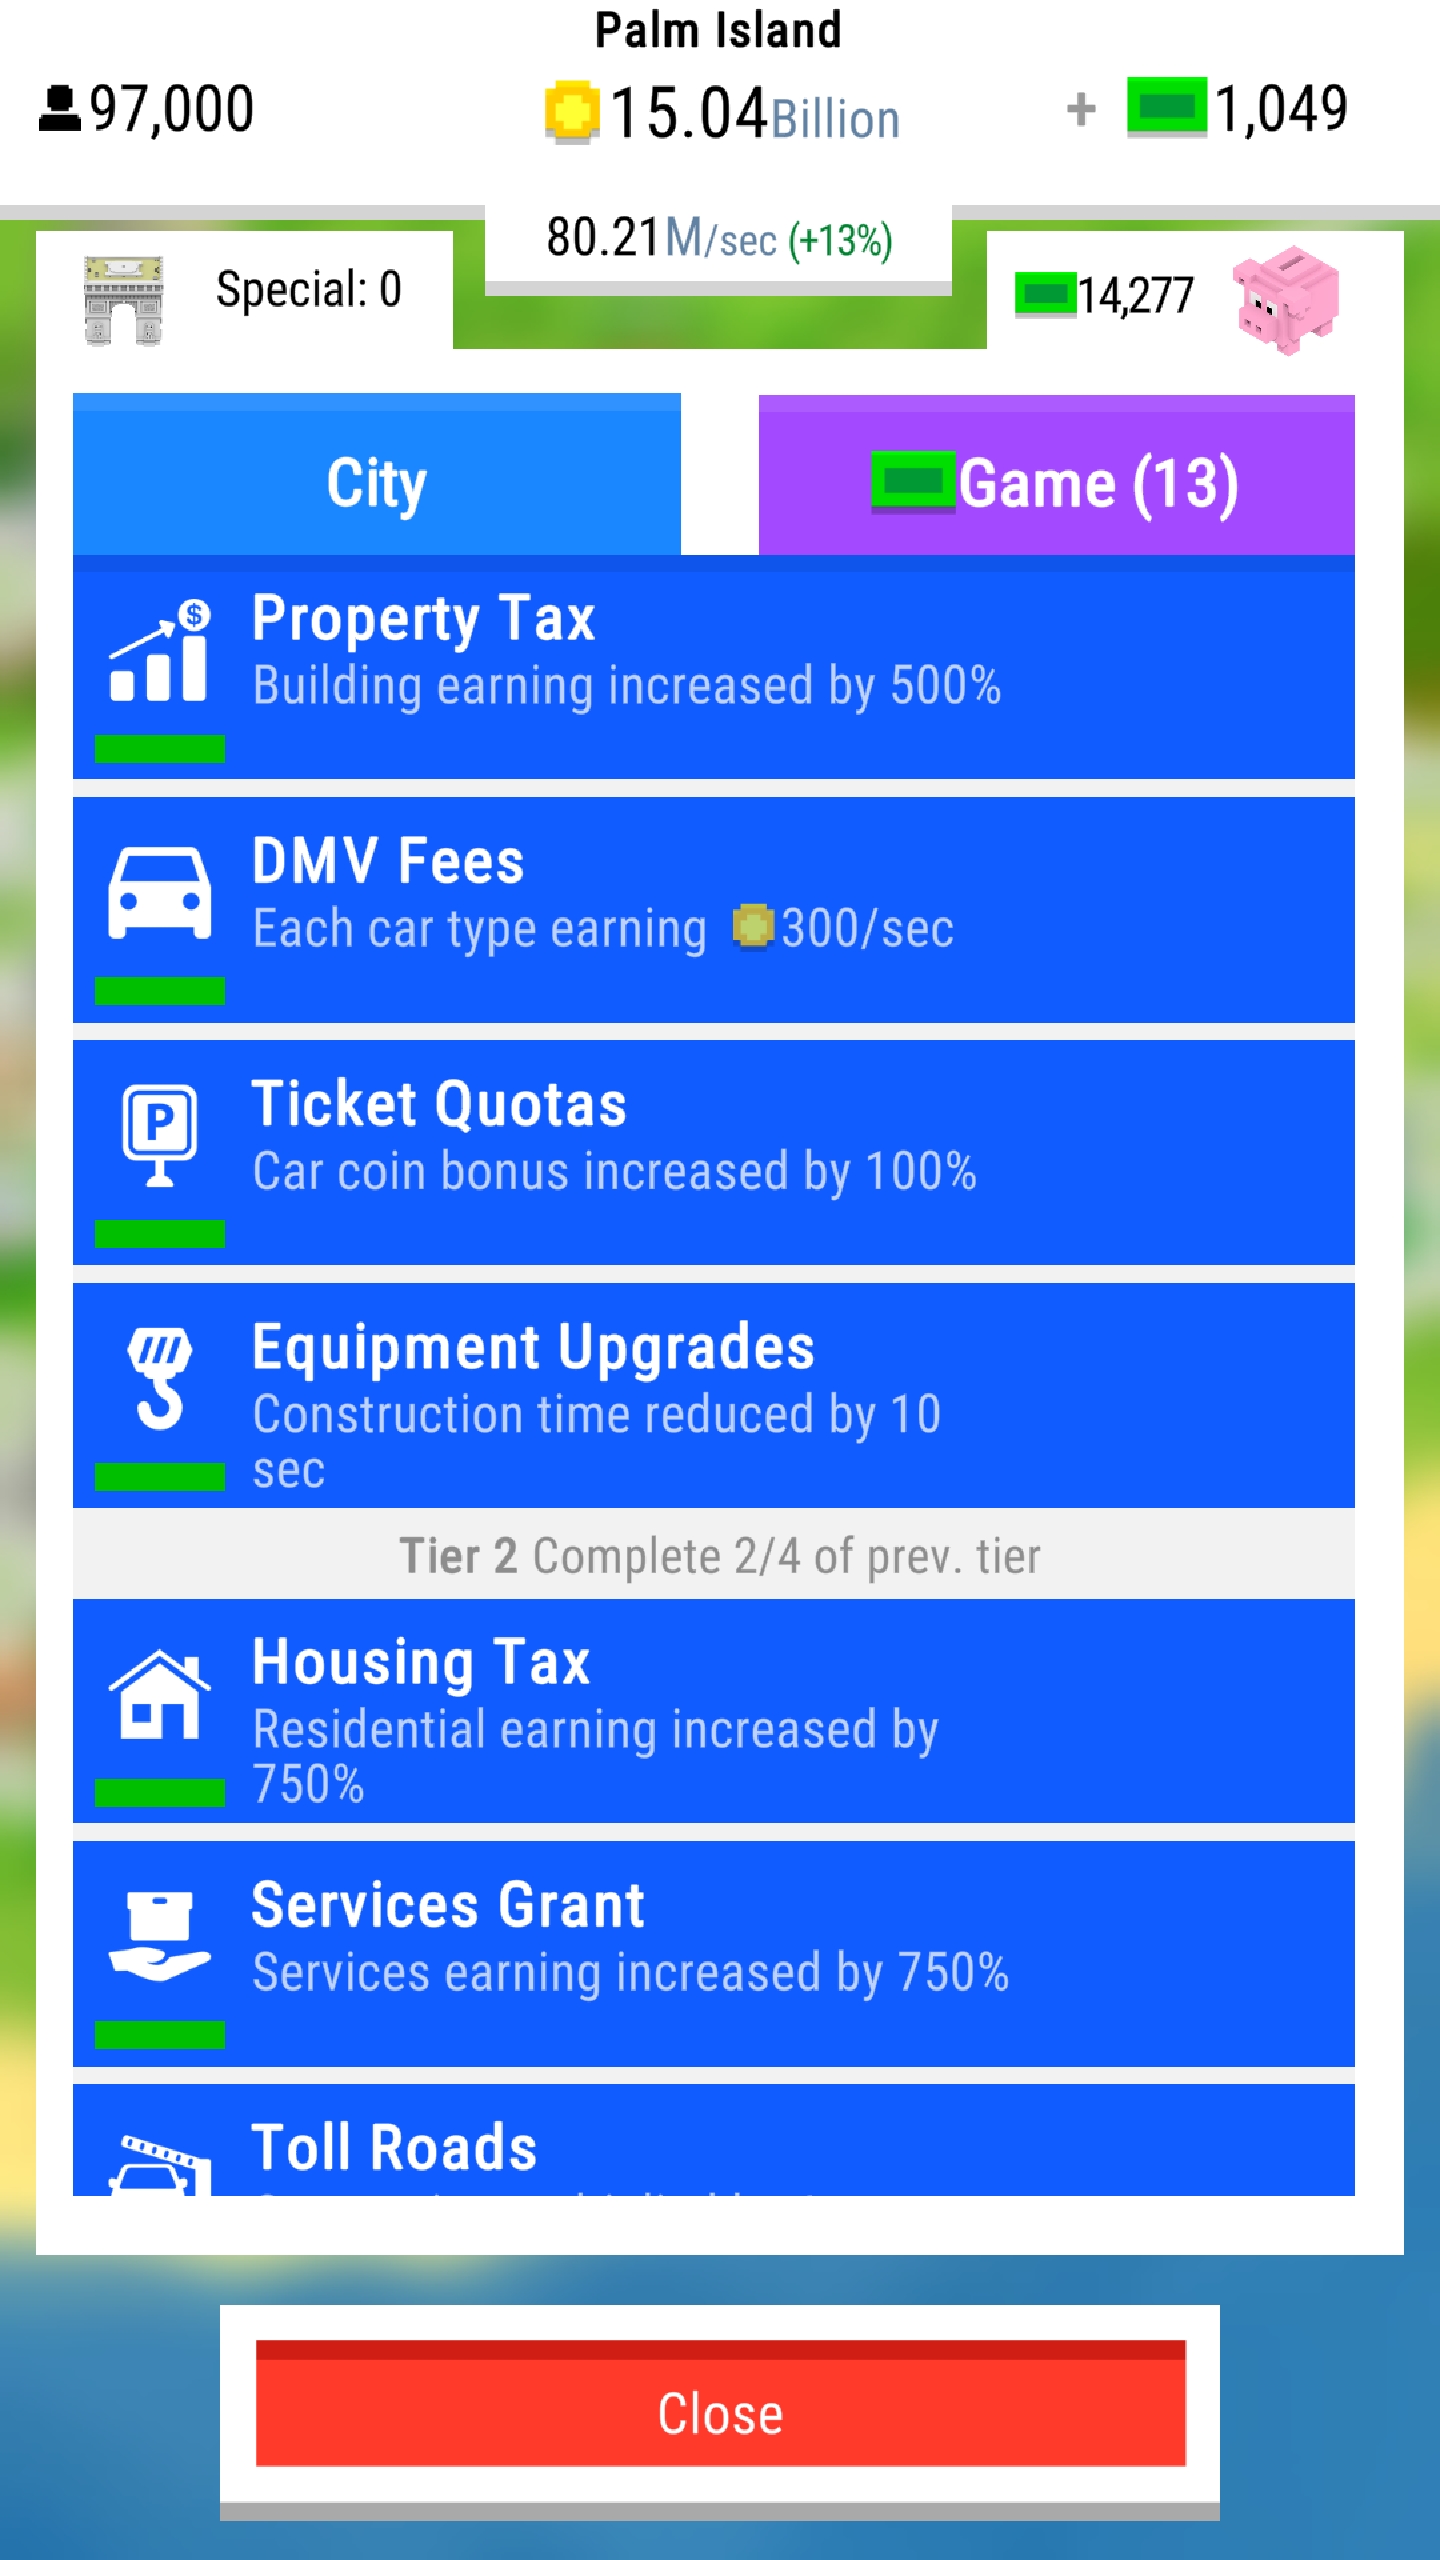 Palm Island
97,000
15.04Billion
+ 1,049
80.21M/sec (+13%)
Special: 0
14,277
City
Game (13)
$
Property Tax
Building earning increased by 500%
DMV Fees
Each car type earning 300/sec
P
Ticket Quotas
Car coin bonus increased by 100%
Equipment Upgrades
Construction time reduced by 10
sec
Tier 2 Complete 2/4 of prev. tier
Housing Tax
Residential earning increased by
750%
Services Grant
Services earning increased by 750%
Toll Roads
Close